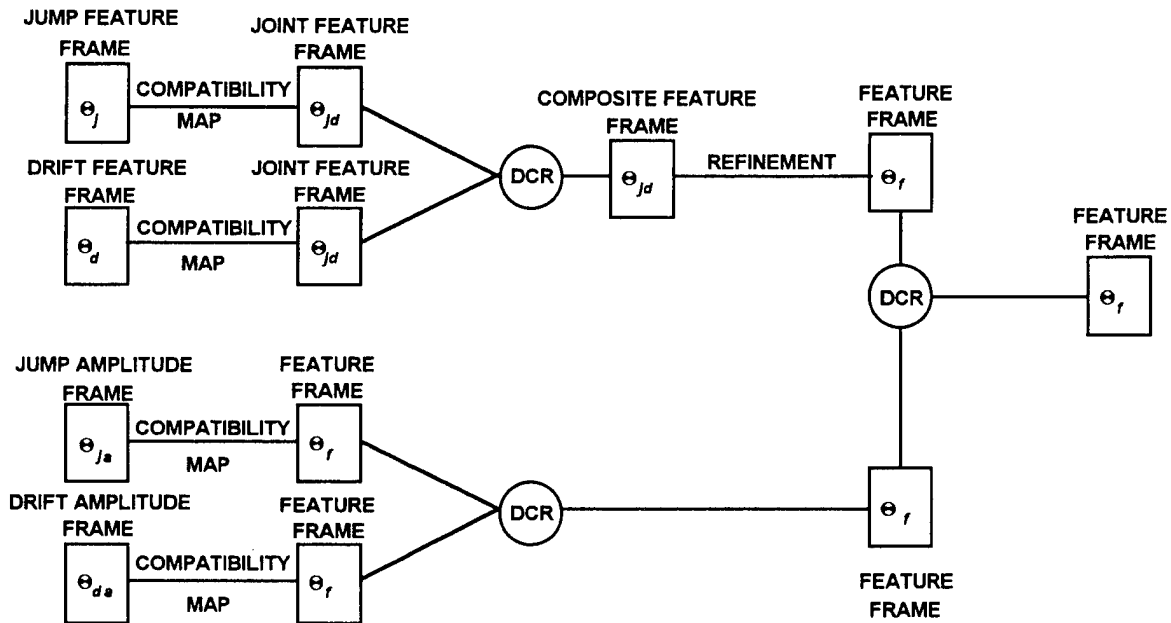 JUMP FEATURE
FRAME
Θj
COMPATIBILITY
MAP
JOINT FEATURE
FRAME
Θjd
DRIFT FEATURE
FRAME
Θd
COMPATIBILITY
MAP
JOINT FEATURE
FRAME
Θjd
DCR
COMPOSITE FEATURE
FRAME
Θjd
REFINEMENT
FEATURE
FRAME
Θf
DCR
FEATURE
FRAME
Θf
JUMP AMPLITUDE
FRAME
Θja
COMPATIBILITY
MAP
FEATURE
FRAME
Θf
DRIFT AMPLITUDE
FRAME
Θda
COMPATIBILITY
MAP
FEATURE
FRAME
Θf
DCR
Θf
FEATURE
FRAME